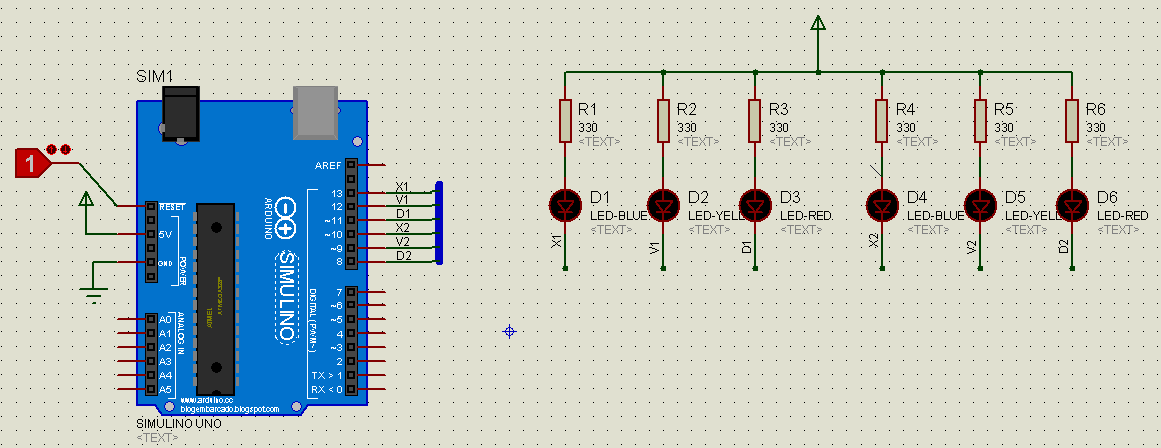 SIM1
1
AREF
RESET
5V
GND
POWER
A0
A1
A2
A3
A4
A5
ANALOG IN
ATMEL
ARDUINO
SIMULINO
13
12
~11
~10
~9
8
7
~6
~5
4
~3
2
TX > 1
RX < 0
DIGITAL (PWM~)
www.arduino.cc
blogembarcado.blogspot.com
SIMULINO UNO
<TEXT>
X1
V1
D1
X2
V2
D2
R1
330
<TEXT>
R2
330
<TEXT>
R3
330
<TEXT>
R4
330
<TEXT>
R5
330
<TEXT>
R6
330
<TEXT>
D1
LED-BLUE
<TEXT>
D2
LED-YELL
<TEXT>
D3
LED-RED
<TEXT>
D4
LED-BLUE
<TEXT>
D5
LED-YELL
<TEXT>
D6
LED-RED
<TEXT>
X1
V1
D1
X2
V2
D2